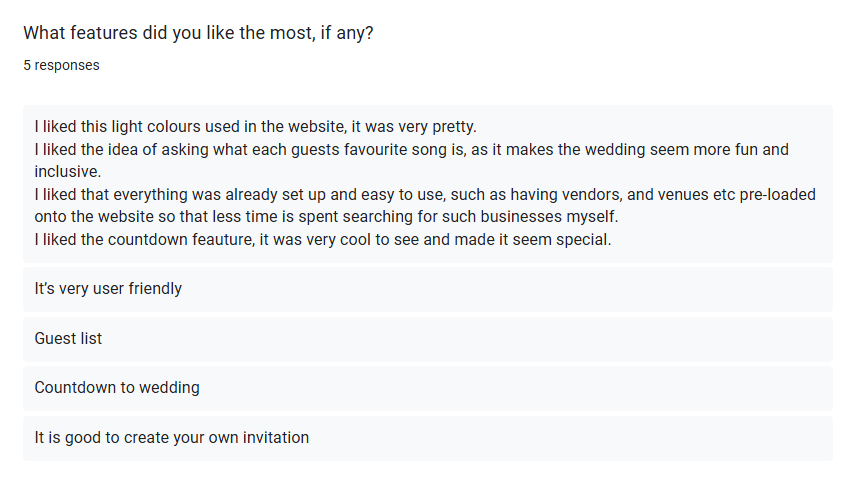 What features did you like the most, if any?
5 responses
I liked this light colours used in the website, it was very pretty.
I liked the idea of asking what each guests favourite song is, as it makes the wedding seem more fun and
inclusive.
I liked that everything was already set up and easy to use, such as having vendors, and venues etc pre-loaded
onto the website so that less time is spent searching for such businesses myself.
I liked the countdown feauture, it was very cool to see and made it seem special.
It’s very user friendly
Guest list
Countdown to wedding
It is good to create your own invitation